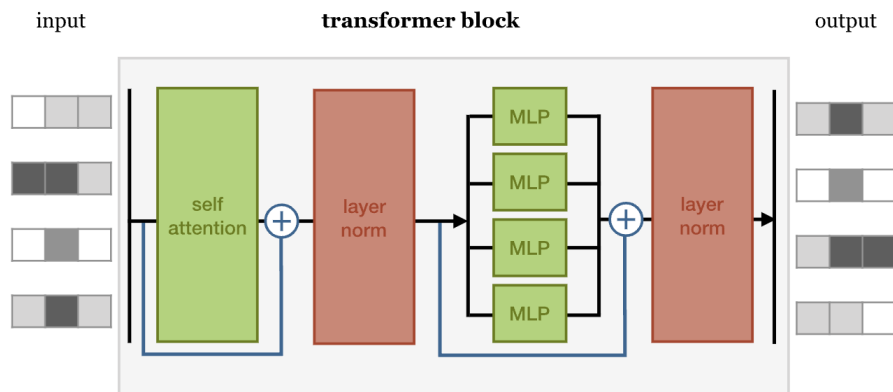 input
transformer block
output
self
attention
layer
norm
MLP
MLP
MLP
MLP
layer
norm